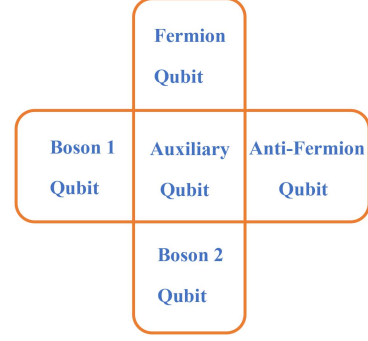 Fermion
Qubit
Boson 1
Qubit
Auxiliary
Qubit
Anti-Fermion
Qubit
Boson 2
Qubit